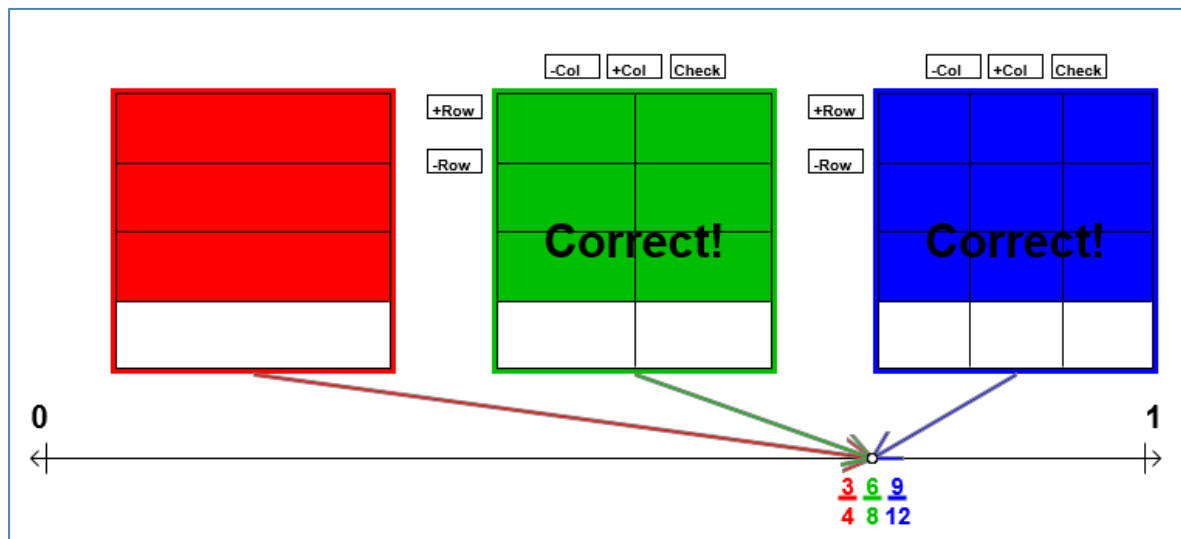 -Col +Col Check -Col +Col Check
+Row +Row
-Row -Row
Correct! Correct!
0 1
3 6 9
4 8 12